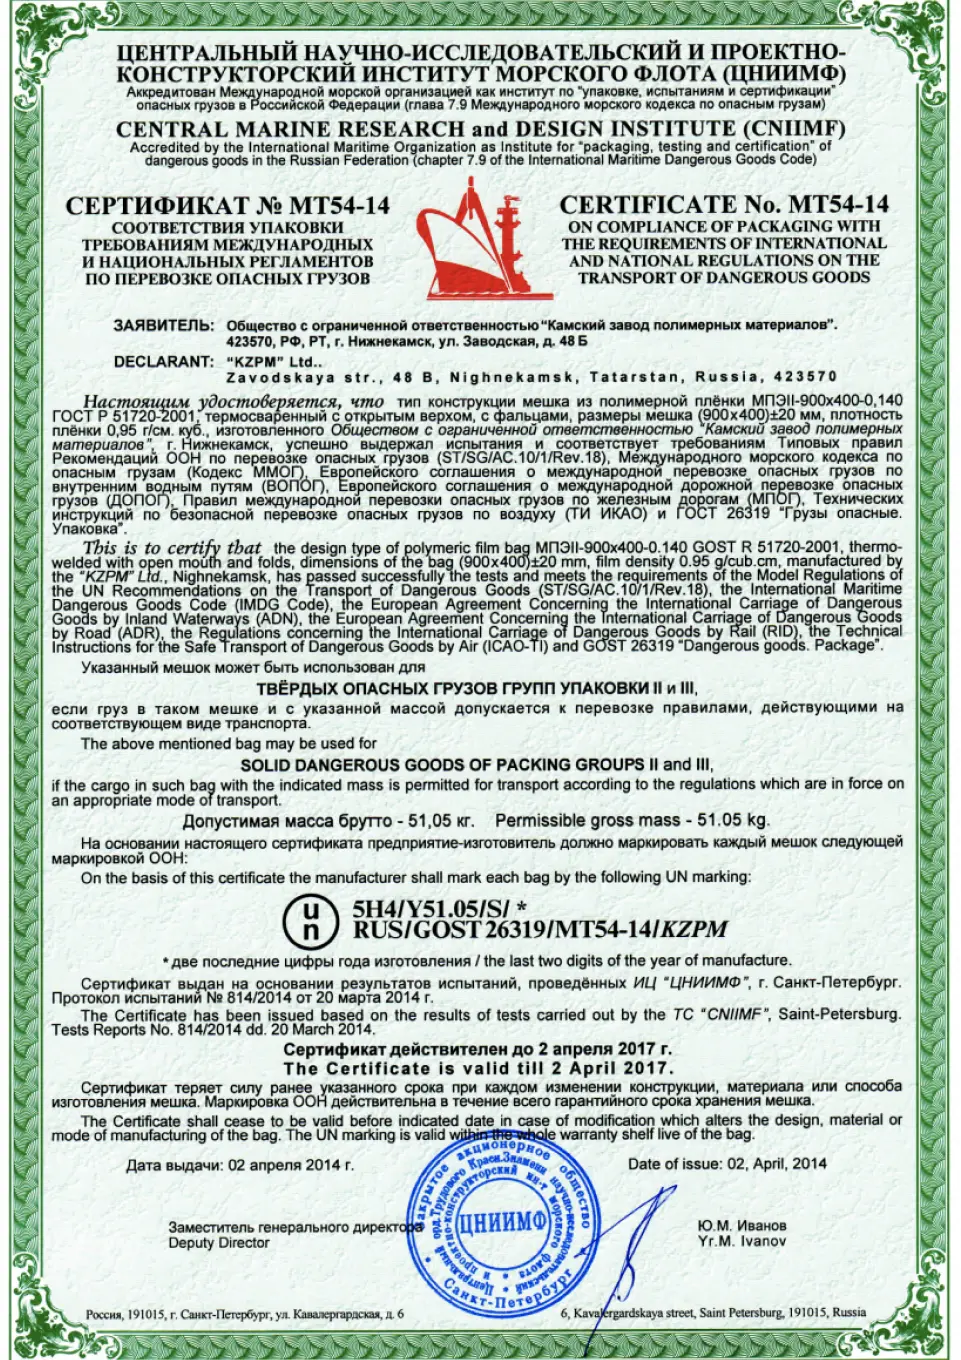 ЦЕНТРАЛЬНЫЙ НАУЧНО-ИССЛЕДОВАТЕЛЬСКИЙ И ПРОЕКТНО-
КОНСТРУКТОРСКИЙ ИНСТИТУТ МОРСКОГО ФЛОТА (ЦНИИМФ)
Аккредитован Международной морской организацией как институт по "упаковке, испытаниям и сертификации"
опасных грузов в Российской Федерации (глава 7.9 Международного морского кодекса по опасным грузам)
CENTRAL MARINE RESEARCH and DESIGN INSTITUTE (CNIIMF)
Accredited by the International Maritime Organization as Institute for "packaging, testing and certification" of
dangerous goods in the Russian Federation (chapter 7.9 of the International Maritime Dangerous Goods Code)
СЕРТИФИКАТ № МТ54-14
СООТВЕТСТВИЯ УПАКОВКИ
ТРЕБОВАНИЯМ МЕЖДУНАРОДНЫХ
И НАЦИОНАЛЬНЫХ РЕГЛАМЕНТОВ
ПО ПЕРЕВОЗКЕ ОПАСНЫХ ГРУЗОВ
CERTIFICATE No. MT54-14
ON COMPLIANCE OF PACKAGING WITH
THE REQUIREMENTS OF INTERNATIONAL
AND NATIONAL REGULATIONS ON THE
TRANSPORT OF DANGEROUS GOODS
ЗАЯВИТЕЛЬ: Общество с ограниченной ответственностью "Камский завод полимерных материалов".
423570, РФ, РТ, г. Нижнекамск, ул. Заводская, д. 48 Б
DECLARANT: "KZPM" Ltd..
Zavodskaya str., 48 B, Nighnekamsk, Tatarstan, Russia, 423570
Настоящим удостоверяется, что тип конструкции мешка из полимерной плёнки МПЭII-900х400-0,140
ГОСТ Р 51720-2001, термосваренный с открытым верхом, с фальцами, размеры мешка (900х400)±20 мм, плотность
плёнки 0,95 г/см. куб., изготовленного Обществом с ограниченной ответственностью "Камский завод полимерных
материалов", г. Нижнекамск, успешно выдержал испытания и соответствует требованиям Типовых правил
Рекомендаций ООН по перевозке опасных грузов (ST/SG/AC.10/1/Rev.18), Международного морского кодекса по
опасным грузам (Кодекс ММОГ), Европейского соглашения о международной перевозке опасных грузов по
внутренним водным путям (ВОПОГ), Европейского соглашения о международной дорожной перевозке опасных
грузов (ДОПОГ), Правил международной перевозки опасных грузов по железным дорогам (МПОГ), Технических
инструкций по безопасной перевозке опасных грузов по воздуху (ТИ ИКАО) и ГОСТ 26319 "Грузы опасные.
Упаковка".
This is to certify that the design type of polymeric film bag МПЭII-900х400-0.140 GOST R 51720-2001, thermo-
welded with open mouth and folds, dimensions of the bag (900x400)±20 mm, film density 0.95 g/cub.cm, manufactured by
the "KZPM" Ltd., Nighnekamsk, has passed successfully the tests and meets the requirements of the Model Regulations of
the UN Recommendations on the Transport of Dangerous Goods (ST/SG/AC.10/1/Rev.18), the International Maritime
Dangerous Goods Code (IMDG Code), the European Agreement Concerning the International Carriage of Dangerous
Goods by Inland Waterways (ADN), the European Agreement Concerning the International Carriage of Dangerous Goods
by Road (ADR), the Regulations concerning the International Carriage of Dangerous Goods by Rail (RID), the Technical
Instructions for the Safe Transport of Dangerous Goods by Air (ICAO-TI) and GOST 26319 "Dangerous goods. Package".
Указанный мешок может быть использован для
ТВЁРДЫХ ОПАСНЫХ ГРУЗОВ ГРУПП УПАКОВКИ II и III,
если груз в таком мешке и с указанной массой допускается к перевозке правилами, действующими на
соответствующем виде транспорта.
The above mentioned bag may be used for
SOLID DANGEROUS GOODS OF PACKING GROUPS II and III,
if the cargo in such bag with the indicated mass is permitted for transport according to the regulations which are in force on
an appropriate mode of transport.
Допустимая масса брутто - 51,05 кг. Permissible gross mass - 51.05 kg.
На основании настоящего сертификата предприятие-изготовитель должно маркировать каждый мешок следующей
маркировкой ООН:
On the basis of this certificate the manufacturer shall mark each bag by the following UN marking:
u
n
5H4/Y51.05/S/ *
RUS/GOST 26319/MT54-14/KZPM
* две последние цифры года изготовления / the last two digits of the year of manufacture.
Сертификат выдан на основании результатов испытаний, проведённых ИЦ "ЦНИИМФ", г. Санкт-Петербург.
Протокол испытаний № 814/2014 от 20 марта 2014 г.
The Certificate has been issued based on the results of tests carried out by the TC "CNIIMF", Saint-Petersburg.
Tests Reports No. 814/2014 dd. 20 March 2014.
Сертификат действителен до 2 апреля 2017 г.
The Certificate is valid till 2 April 2017.
Сертификат теряет силу ранее указанного срока при каждом изменении конструкции, материала или способа
изготовления мешка. Маркировка ООН действительна в течение всего гарантийного срока хранения мешка.
The Certificate shall cease to be valid before indicated date in case of modification which alters the design, material or
mode of manufacturing of the bag. The UN marking is valid within the whole warranty shelf live of the bag.
Дата выдачи: 02 апреля 2014 г.
Date of issue: 02, April, 2014
Заместитель генерального директора
Deputy Director
Ю.М. Иванов
Yr.M. Ivanov
Закрытое акционерное общество
Санкт-Петербург
ЦНИИМФ
Россия, 191015, г. Санкт-Петербург, ул. Кавалергардская, д. 6
6, Kavalergardskaya street, Saint Petersburg, 191015, Russia